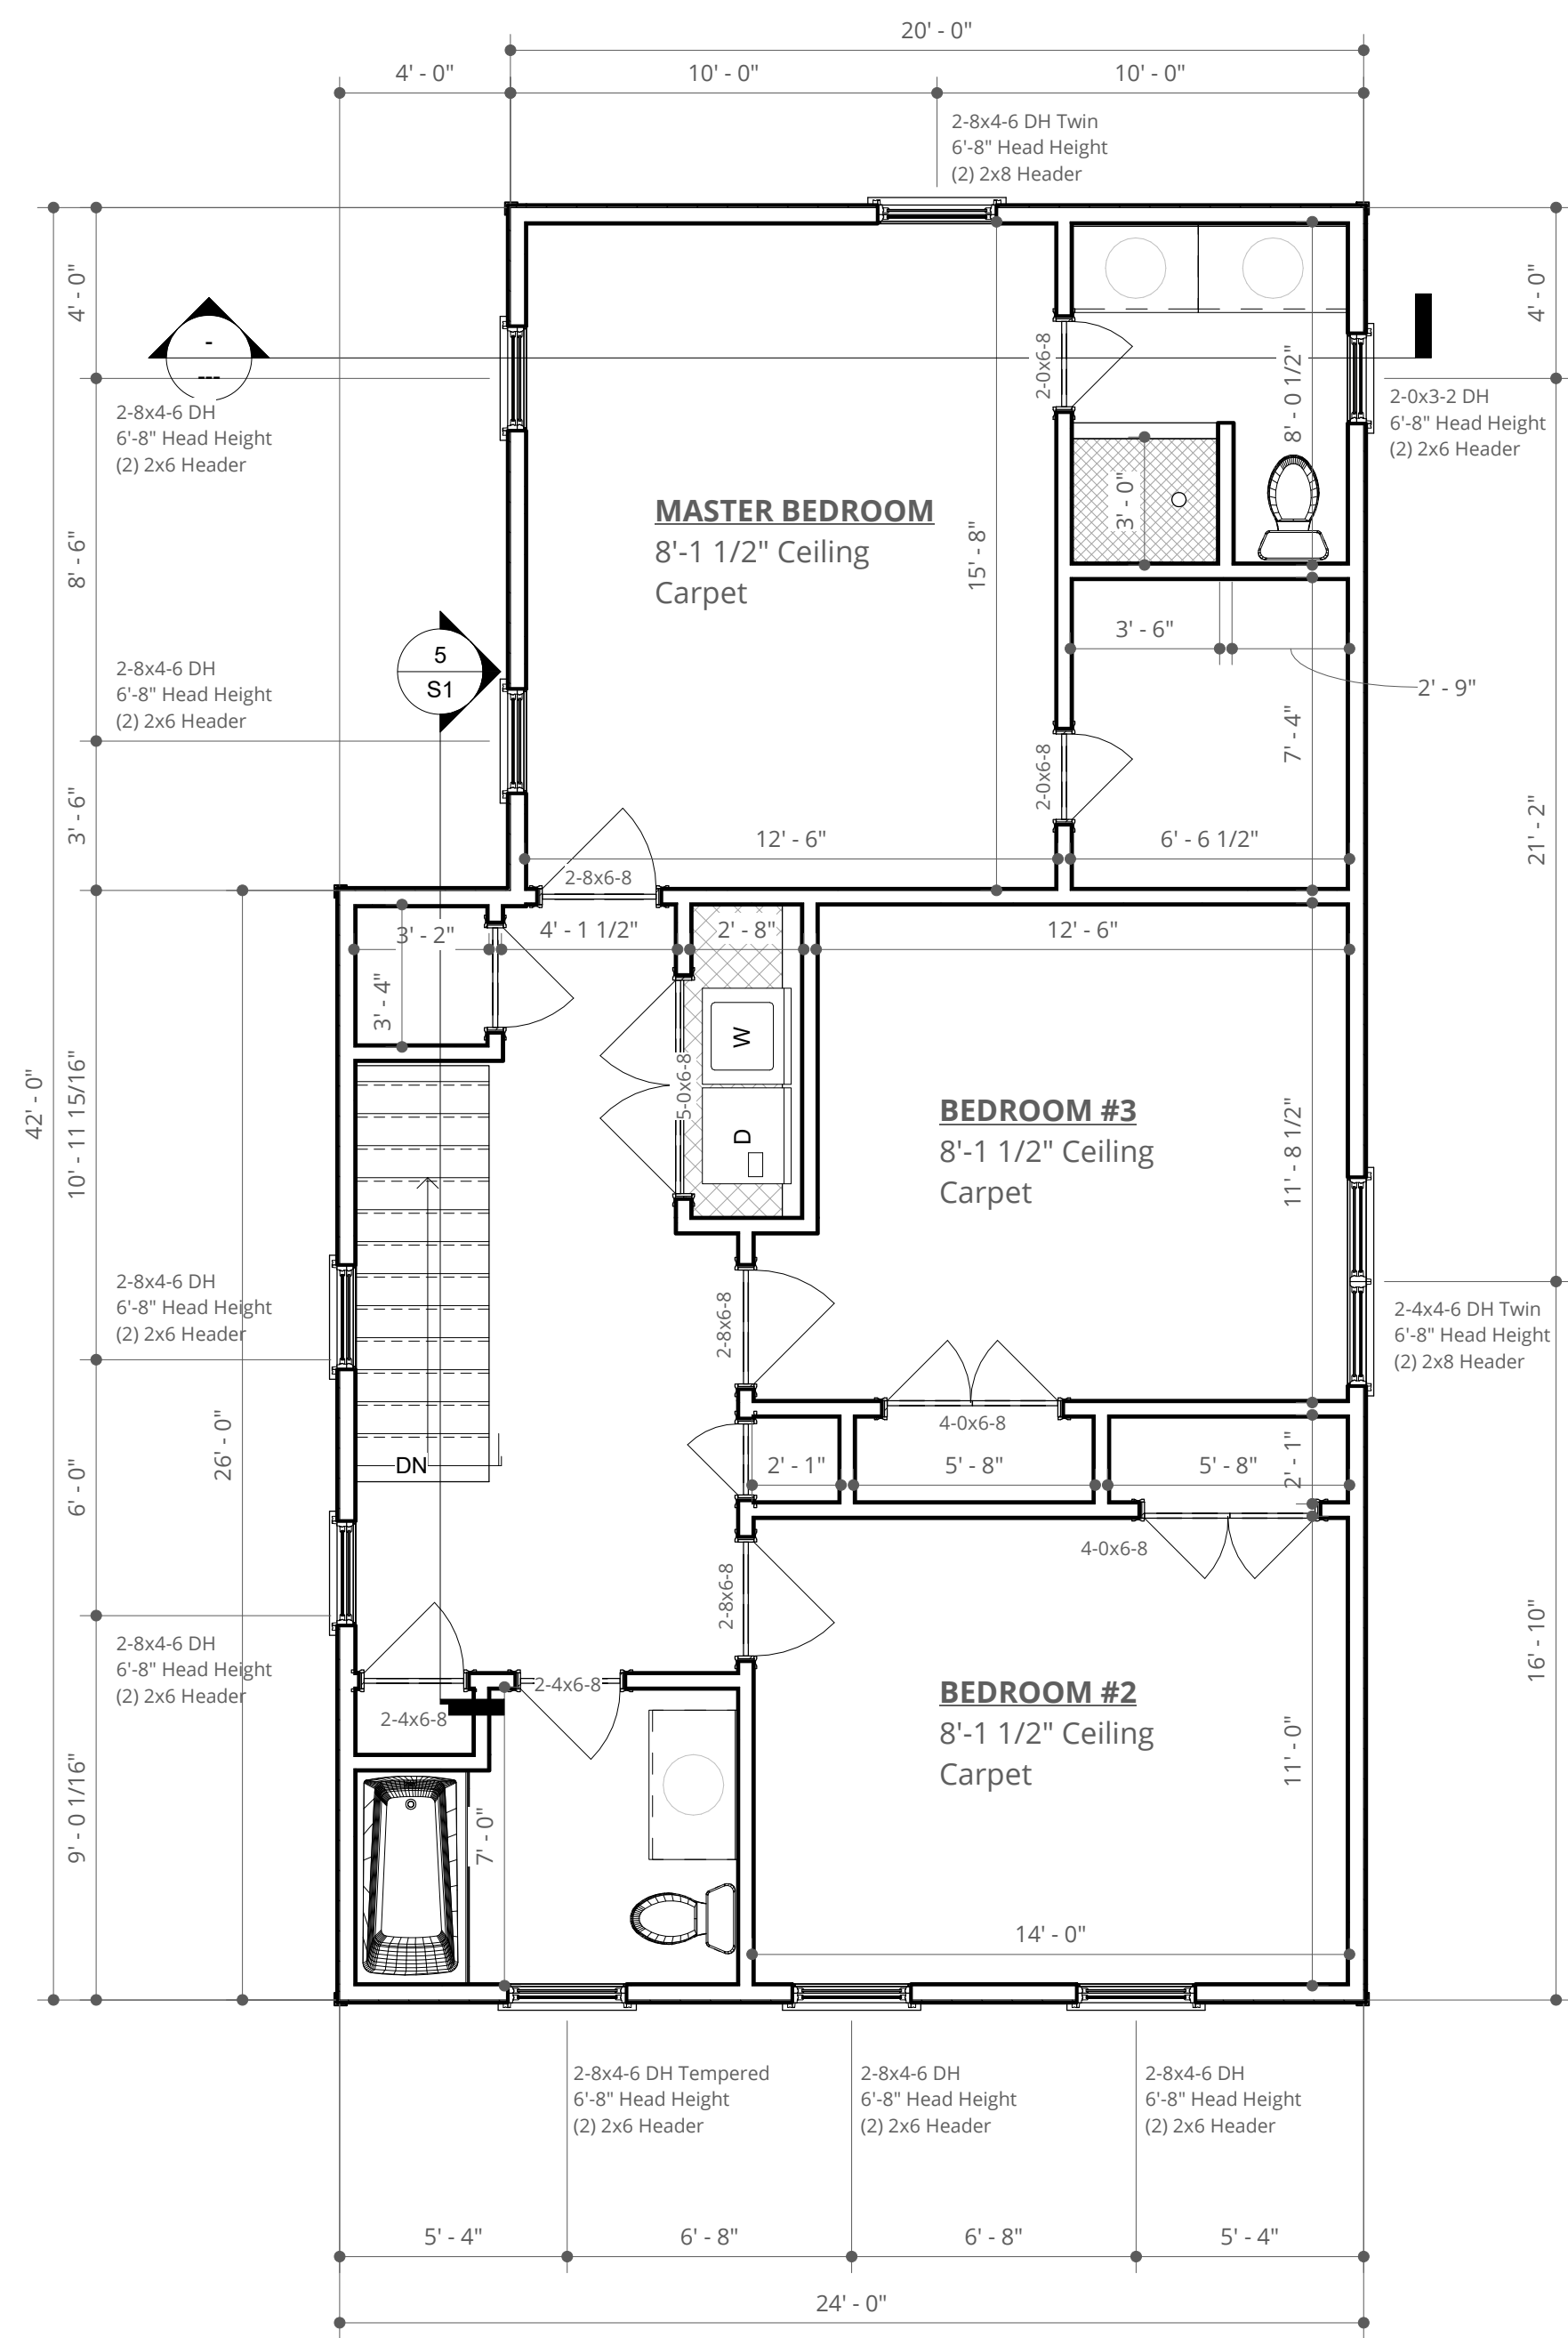 20' - 0"
4' - 0"
10' - 0"
10' - 0"
2-8x4-6 DH Twin
6'-8" Head Height
(2) 2x8 Header
4' - 0"
4' - 0"
-
---
2-0x6-8
8' - 0 1/2"
2-8x4-6 DH
6'-8" Head Height
(2) 2x6 Header
2-0x3-2 DH
6'-8" Head Height
(2) 2x6 Header
MASTER BEDROOM
8'-1 1/2" Ceiling
Carpet
3' - 0"
15' - 8"
8' - 6"
3' - 6"
5
S1
2-8x4-6 DH
6'-8" Head Height
(2) 2x6 Header
2' - 9"
7' - 4"
2-0x6-8
3' - 6"
21' - 2"
12' - 6"
6' - 6 1/2"
2-8x6-8
3' - 2"
4' - 1 1/2"
2' - 8"
12' - 6"
3' - 4"
W
5-0x6-8
D
42' - 0"
10' - 11 15/16"
BEDROOM #3
8'-1 1/2" Ceiling
Carpet
11' - 8 1/2"
2-8x4-6 DH
6'-8" Head Height
(2) 2x6 Header
2-8x6-8
2-4x4-6 DH Twin
6'-8" Head Height
(2) 2x8 Header
4-0x6-8
26' - 0"
DN
2' - 1"
5' - 8"
5' - 8"
2' - 1"
6' - 0"
4-0x6-8
2-8x6-8
2-8x4-6 DH
6'-8" Head Height
(2) 2x6 Header
16' - 10"
2-4x6-8
2-4x6-8
BEDROOM #2
8'-1 1/2" Ceiling
Carpet
11' - 0"
9' - 0 1/16"
7' - 0"
14' - 0"
2-8x4-6 DH Tempered
6'-8" Head Height
(2) 2x6 Header
2-8x4-6 DH
6'-8" Head Height
(2) 2x6 Header
2-8x4-6 DH
6'-8" Head Height
(2) 2x6 Header
5' - 4"
6' - 8"
6' - 8"
5' - 4"
24' - 0"